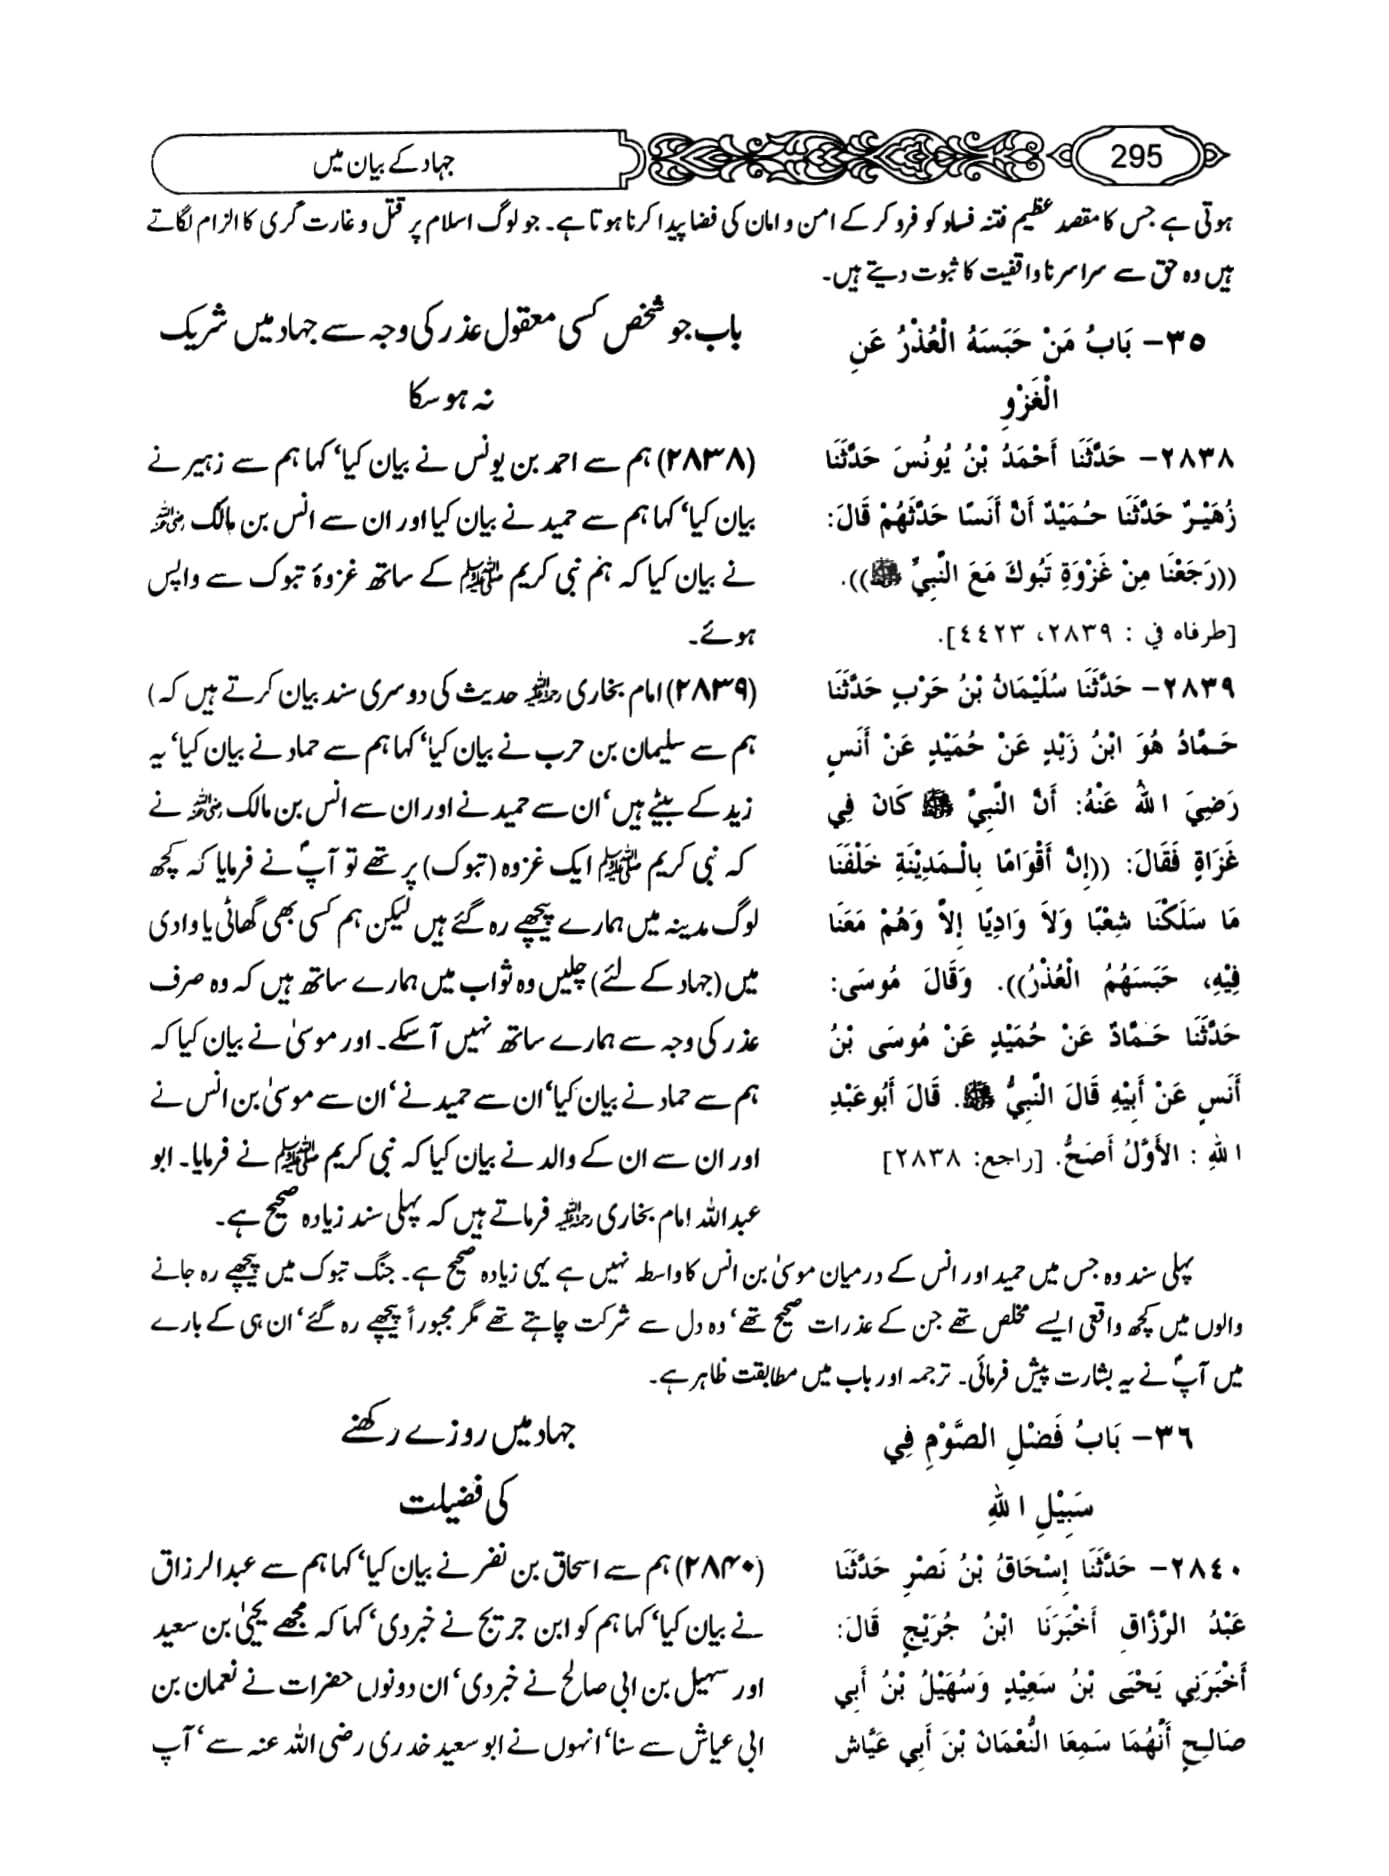 295
جہاد کے بیان میں
ہوتی ہے جس کا مقصد عظیم فتنہ فساد کو فرو کر کے امن و امان کی فضا پیدا کرنا ہوتا ہے۔ جو لوگ اسلام پر قتل و غارت گری کا الزام لگاتے
ہیں وہ حق سے سراسر ناواقفیت کا ثبوت دیتے ہیں۔
٣٥- بَابُ مَنْ حَبَسَهُ الْعُذْرُ عَنِ
الْغَزْوِ
٢٨٣٨- حَدَّثَنَا أَحْمَدُ بْنُ يُونُسَ حَدَّثَنَا
زُهَيْرٌ حَدَّثَنَا حُمَيْدٌ أَنَّ أَنَسًا حَدَّثَهُمْ قَالَ:
((رَجَعْنَا مِنْ غَزْوَةِ تَبُوكَ مَعَ النَّبِيِّ ﷺ)).
[طرفاه في : ٢٨٣٩، ٤٤٢٣].
٢٨٣٩- حَدَّثَنَا سُلَيْمَانُ بْنُ حَرْبٍ حَدَّثَنَا
حَمَّادُ هُوَ ابْنُ زَيْدٍ عَنْ حُمَيْدٍ عَنْ أَنَسٍ
رَضِيَ اللهُ عَنْهُ: أَنَّ النَّبِيَّ ﷺ كَانَ فِي
غَزَاةٍ فَقَالَ: ((إِنَّ أَقْوَامًا بِالْمَدِيْنَةِ خَلْفَنَا
مَا سَلَكْنَا شِعْبًا وَلاَ وَادِيًا إِلاَّ وَهُمْ مَعَنَا
فِيْهِ، حَبَسَهُمُ الْعُذْرُ)). وَقَالَ مُوسَى:
حَدَّثَنَا حَمَّادٌ عَنْ حُمَيْدٍ عَنْ مُوسَى بْنُ
أَنَسٍ عَنْ أَبِيْهِ قَالَ النَّبِيُّ ﷺ. قَالَ أَبُو عَبْدِ
اللهِ : الأَوَّلُ أَصَحُّ. [راجع: ٢٨٣٨]
باب جو شخص کسی معقول عذر کی وجہ سے جہاد میں شریک
نہ ہو سکا
(۲۸۳۸) ہم سے احمد بن یونس نے بیان کیا‘ کہا ہم سے زہیر نے
بیان کیا‘ کہا ہم سے حمید نے بیان کیا اور ان سے انس بن مالک رضی اللہ عنہ
نے بیان کیا کہ ہم نبی کریم ﷺ کے ساتھ غزوۂ تبوک سے واپس
ہوئے۔
(۲۸۳۹) امام بخاری رحمہ اللہ حدیث کی دوسری سند بیان کرتے ہیں کہ)
ہم سے سلیمان بن حرب نے بیان کیا‘ کہا ہم سے حماد نے بیان کیا‘ یہ
زید کے بیٹے ہیں‘ ان سے حمید نے اور ان سے انس بن مالک رضی اللہ عنہ نے
کہ نبی کریم ﷺ ایک غزوہ (تبوک) پر تھے تو آپؐ نے فرمایا کہ کچھ
لوگ مدینہ میں ہمارے پیچھے رہ گئے ہیں لیکن ہم کسی بھی گھاٹی یا وادی
میں (جہاد کے لئے) چلیں وہ ثواب میں ہمارے ساتھ ہیں کہ وہ صرف
عذر کی وجہ سے ہمارے ساتھ نہیں آ سکے۔ اور موسیٰ نے بیان کیا کہ
ہم سے حماد نے بیان کیا‘ ان سے حمید نے‘ ان سے موسیٰ بن انس نے
اور ان سے ان کے والد نے بیان کیا کہ نبی کریم ﷺ نے فرمایا۔ ابو
عبداللہ امام بخاری رحمہ اللہ فرماتے ہیں کہ پہلی سند زیادہ صحیح ہے۔
پہلی سند وہ جس میں حمید اور انس کے درمیان موسیٰ بن انس کا واسطہ نہیں ہے یہی زیادہ صحیح ہے۔ جنگ تبوک میں پیچھے رہ جانے
والوں میں کچھ واقعی ایسے مخلص تھے جن کے عذرات صحیح تھے‘ وہ دل سے شرکت چاہتے تھے مگر مجبوراً پیچھے رہ گئے‘ ان ہی کے بارے
میں آپؐ نے یہ بشارت پیش فرمائی۔ ترجمہ اور باب میں مطابقت ظاہر ہے۔
٣٦- بَابُ فَضْلِ الصَّوْمِ فِي
سَبِيْلِ اللهِ
٢٨٤٠- حَدَّثَنَا إِسْحَاقُ بْنُ نَصْرٍ حَدَّثَنَا
عَبْدُ الرَّزَّاقِ أَخْبَرَنَا ابْنُ جُرَيْجٍ قَالَ:
أَخْبَرَنِي يَحْيَى بْنُ سَعِيْدٍ وَسُهَيْلُ بْنُ أَبِي
صَالِحٍ أَنَّهُمَا سَمِعَا النُّعْمَانَ بْنَ أَبِي عَيَّاشٍ
جہاد میں روزے رکھنے
کی فضیلت
(۲۸۴۰) ہم سے اسحاق بن نصر نے بیان کیا‘ کہا ہم سے عبدالرزاق
نے بیان کیا‘ کہا ہم کو ابن جریج نے خبر دی‘ کہا کہ مجھے یحییٰ بن سعید
اور سہیل بن ابی صالح نے خبر دی‘ ان دونوں حضرات نے نعمان بن
ابی عیاش سے سنا‘ انہوں نے ابو سعید خدری رضی اللہ عنہ سے‘ آپ